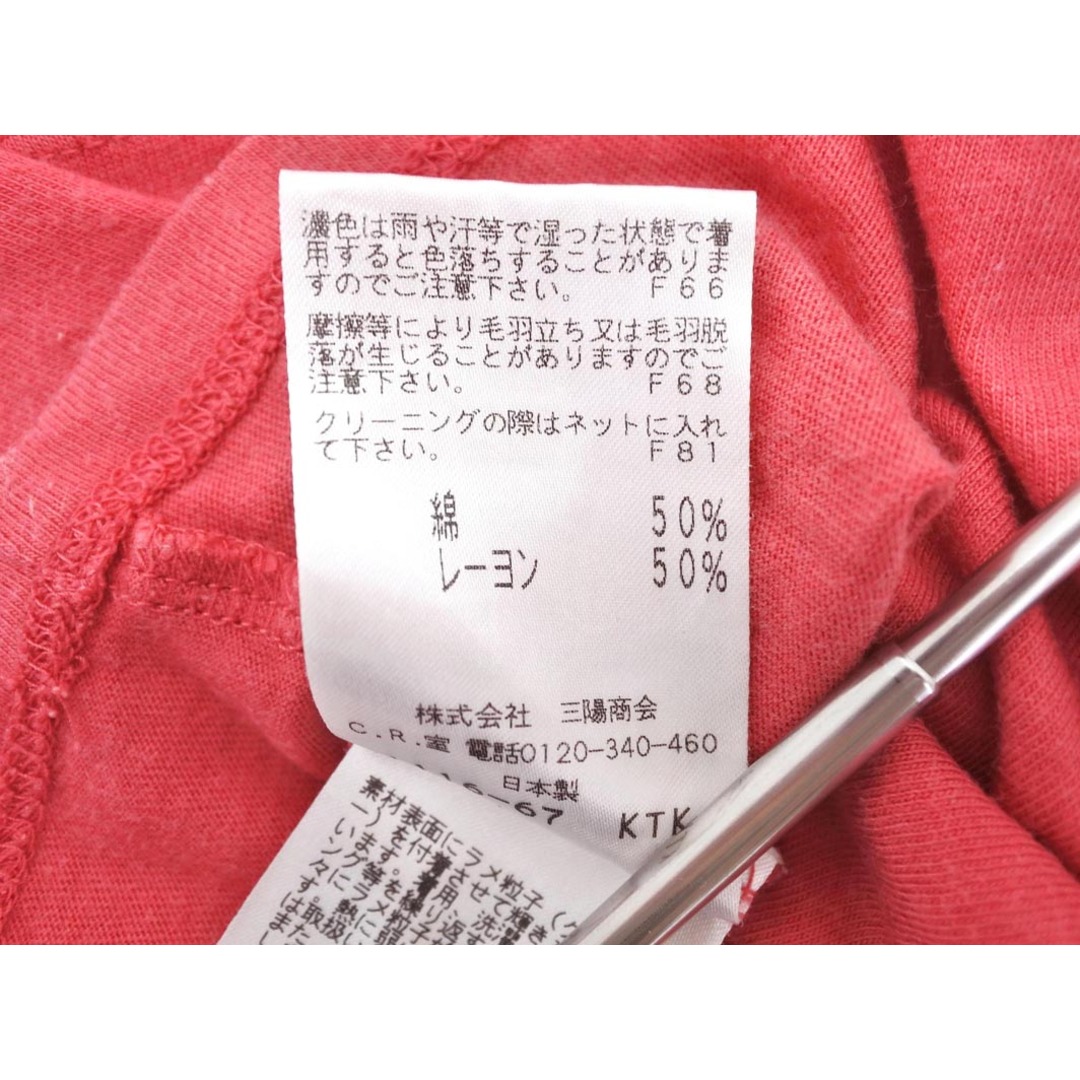 濃色は雨や汗等で湿った状態で着
用すると色落ちすることがありま
すのでご注意下さい。 F66
摩擦等により毛羽立ち又は毛羽脱
落が生じることがありますのでご
注意下さい。 F68
クリーニングの際はネットに入れ
て下さい。 F81
綿 50%
レーヨン 50%
株式会社 三陽商会
C.R.室 電話0120-340-460
日本製
6-67 KTK
素材表面にラメ粒子(